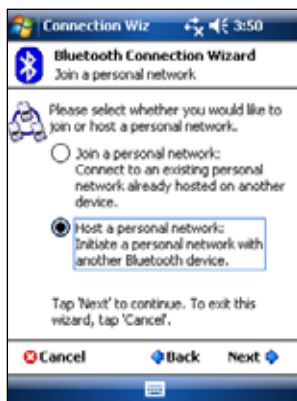 Connection Wiz 3:50
Bluetooth Connection Wizard
Join a personal network
Please select whether you would like to
join or host a personal network.
Join a personal network:
Connect to an existing personal
network already hosted on another
device.
Host a personal network:
Initiate a personal network with
another Bluetooth device.
Tap 'Next' to continue. To exit this
wizard, tap 'Cancel'.
Cancel Back Next